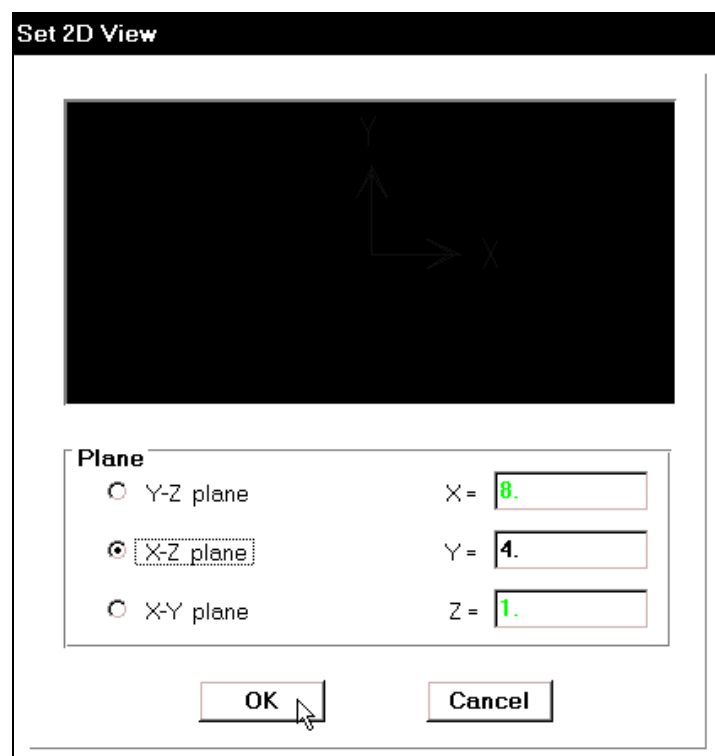 Set 2D View
Y
X
Plane
Y-Z plane X = 8.
X-Z plane Y = 4.
X-Y plane Z = 1.
OK Cancel